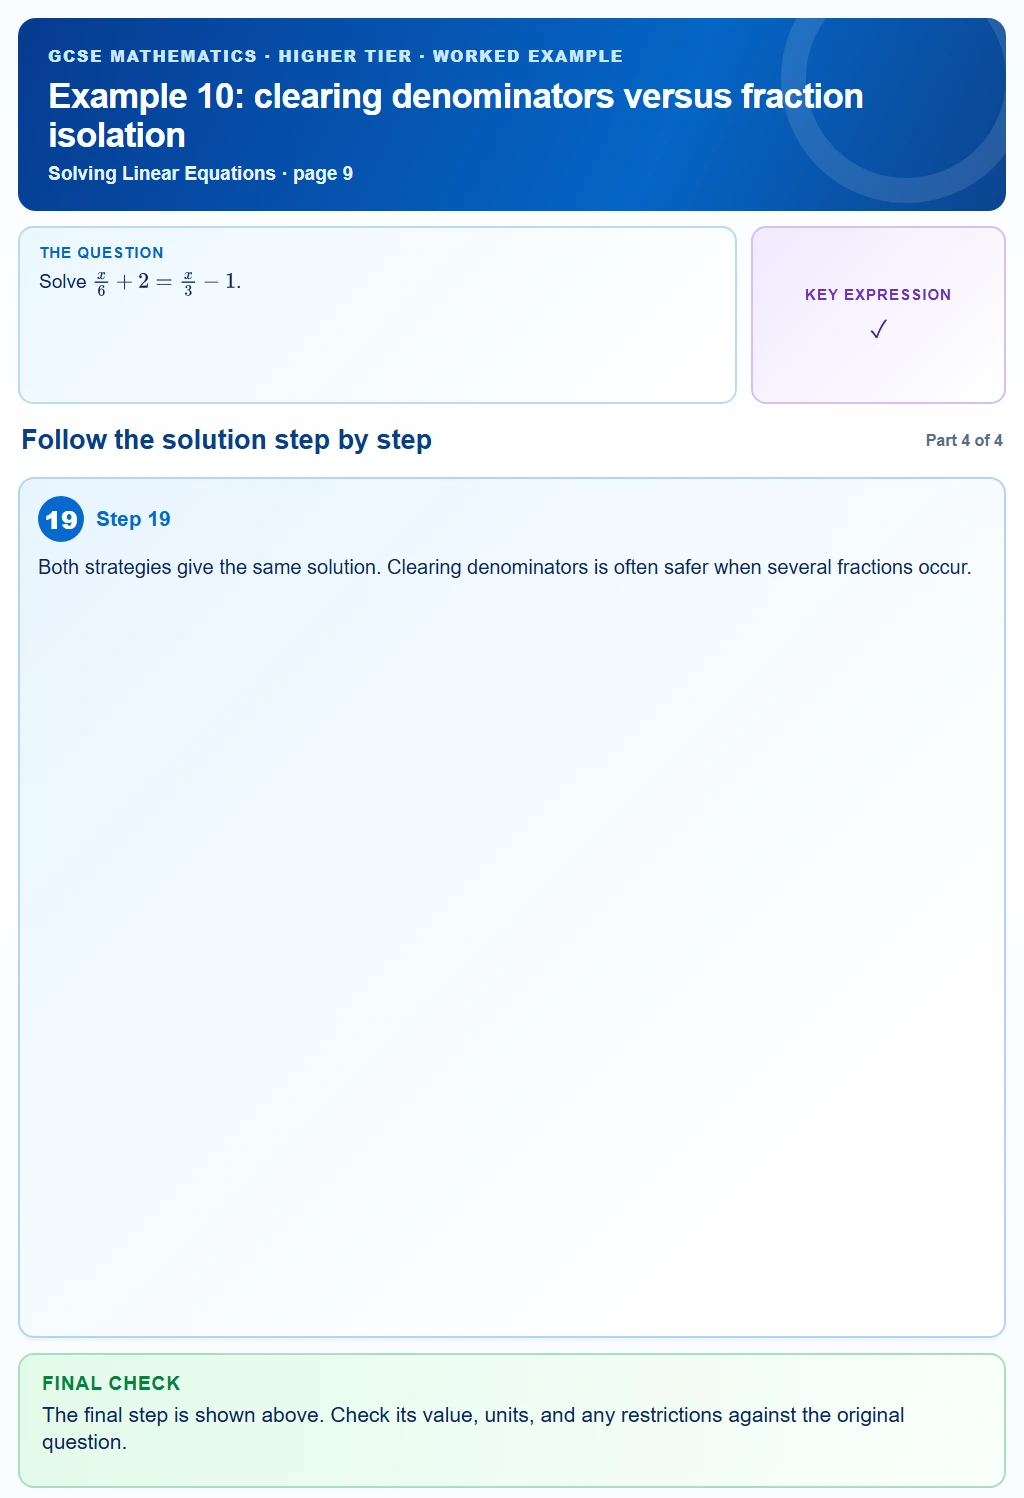 GCSE MATHEMATICS · HIGHER TIER · WORKED EXAMPLE
Example 10: clearing denominators versus fraction
isolation
Solving Linear Equations · page 9
THE QUESTION
Solve x/6 + 2 = x/3 − 1.
KEY EXPRESSION
✓
Follow the solution step by step
Part 4 of 4
19 Step 19
Both strategies give the same solution. Clearing denominators is often safer when several fractions occur.
FINAL CHECK
The final step is shown above. Check its value, units, and any restrictions against the original
question.